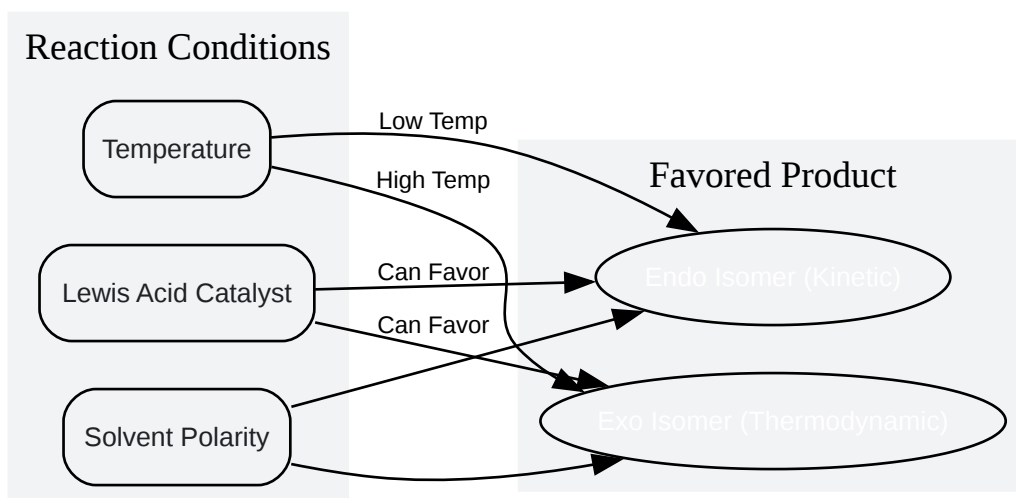 Reaction Conditions
Temperature
Low Temp
High Temp
Favored Product
Lewis Acid Catalyst
Can Favor
Can Favor
Endo Isomer (Kinetic)
Solvent Polarity
Exo Isomer (Thermodynamic)